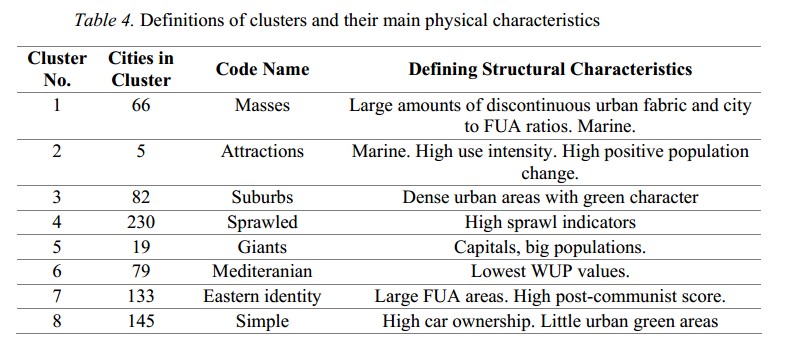 Table 4. Definitions of clusters and their main physical characteristics
Cluster No. Cities in Cluster Code Name Defining Structural Characteristics
1 66 Masses Large amounts of discontinuous urban fabric and city
to FUA ratios. Marine.
2 5 Attractions Marine. High use intensity. High positive population
change.
3 82 Suburbs Dense urban areas with green character
4 230 Sprawled High sprawl indicators
5 19 Giants Capitals, big populations.
6 79 Mediteranian Lowest WUP values.
7 133 Eastern identity Large FUA areas. High post-communist score.
8 145 Simple High car ownership. Little urban green areas